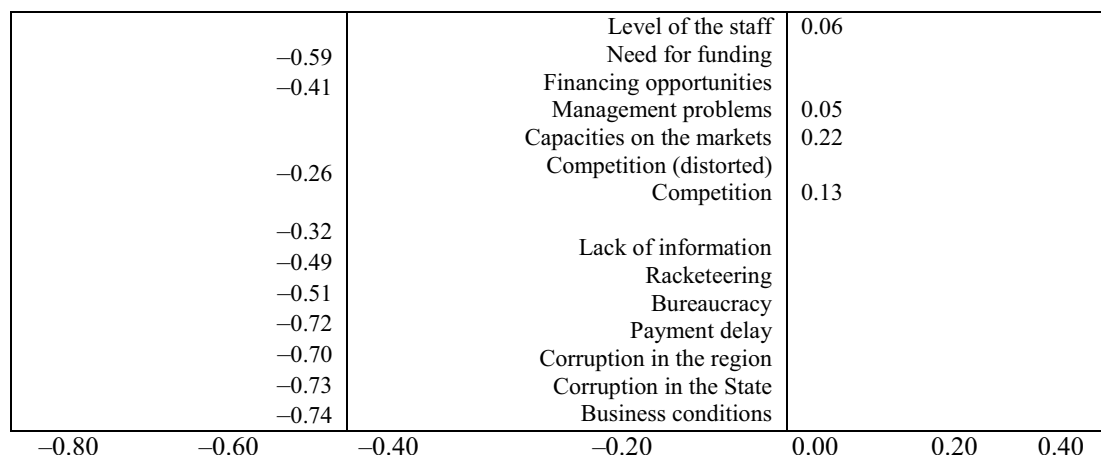 Level of the staff 0.06
–0.59 Need for funding
–0.41 Financing opportunities
Management problems 0.05
Capacities on the markets 0.22
–0.26 Competition (distorted)
Competition 0.13
–0.32 Lack of information
–0.49 Racketeering
–0.51 Bureaucracy
–0.72 Payment delay
–0.70 Corruption in the region
–0.73 Corruption in the State
–0.74 Business conditions
–0.80 –0.60 –0.40 –0.20 0.00 0.20 0.40